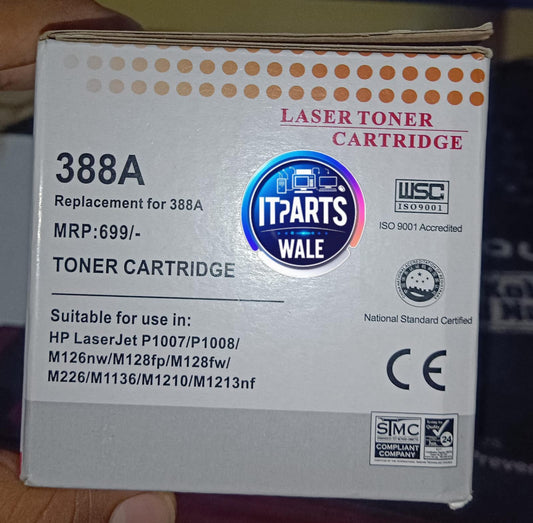 LASER TONER
CARTRIDGE
388A
Replacement for 388A
MRP:699/-
TONER CARTRIDGE
ITPARTS
WALE
WSC
ISO9001
ISO 9001 Accredited
National Standard Certified
CE
Suitable for use in:
HP LaserJet P1007/P1008/
M126nw/M128fp/M128fw/
M226/M1136/M1210/M1213nf
STMC
COMPLIANT
COMPANY
24